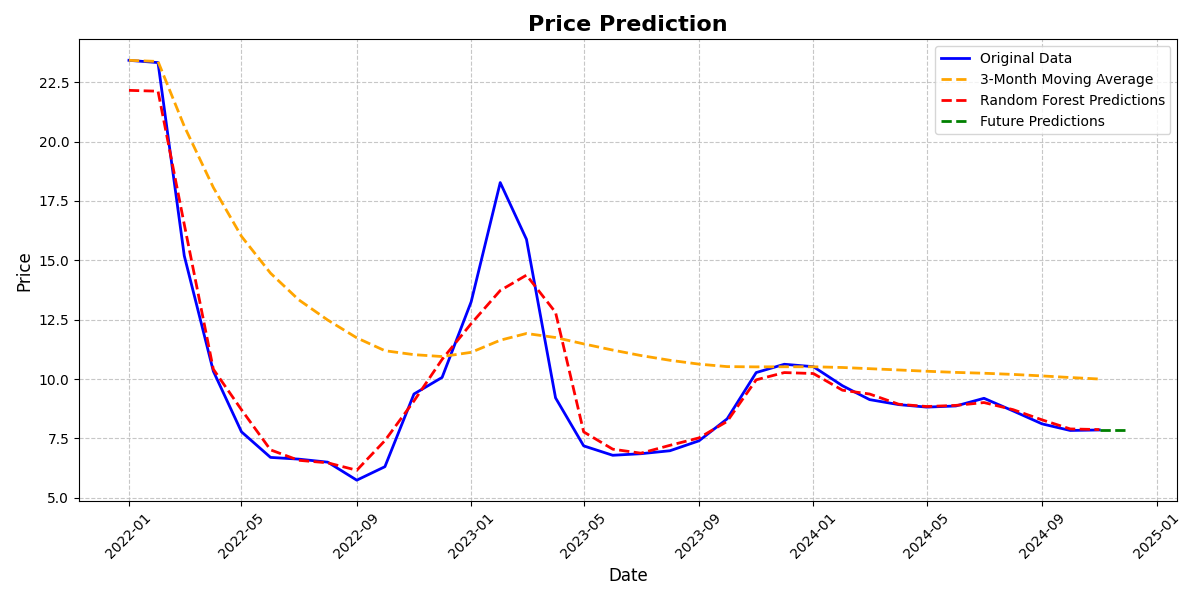 Price Prediction
Original Data
3-Month Moving Average
Random Forest Predictions
Future Predictions
Price
22.5
20.0
17.5
15.0
12.5
10.0
7.5
5.0
2022-01
2022-05
2022-09
2023-01
2023-05
2023-09
2024-01
2024-05
2024-09
2025-01
Date